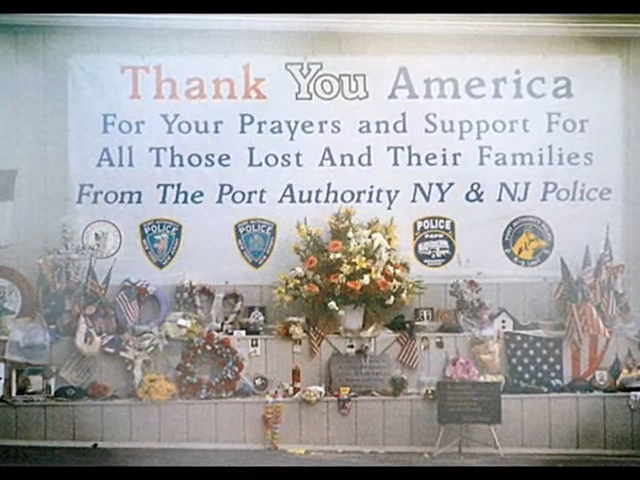 Thank You America
For Your Prayers and Support For
All Those Lost And Their Families
From The Port Authority NY & NJ Police
POLICE
POLICE
POLICE